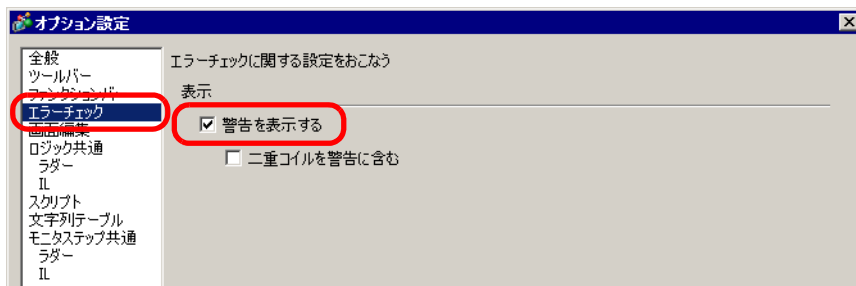 オプション設定
全般
ツールバー
ファンクションバー
エラーチェック
画面編集
ロジック共通
ラダー
IL
スクリプト
文字列テーブル
モニタステップ共通
ラダー
IL
エラーチェックに関する設定をおこなう
表示
警告を表示する
二重コイルを警告に含む